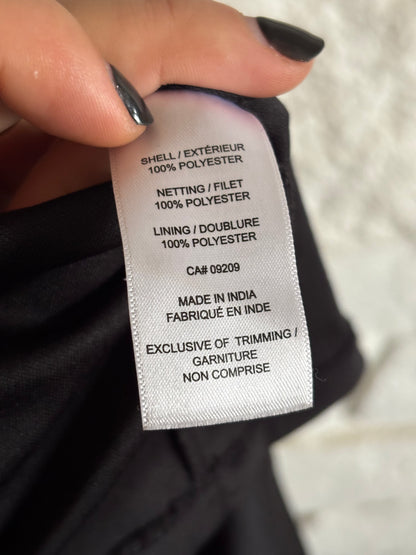 SHELL / EXTÉRIEUR
100% POLYESTER
NETTING / FILET
100% POLYESTER
LINING / DOUBLURE
100% POLYESTER
CA# 09209
MADE IN INDIA
FABRIQUÉ EN INDE
EXCLUSIVE OF TRIMMING /
GARNITURE
NON COMPRISE